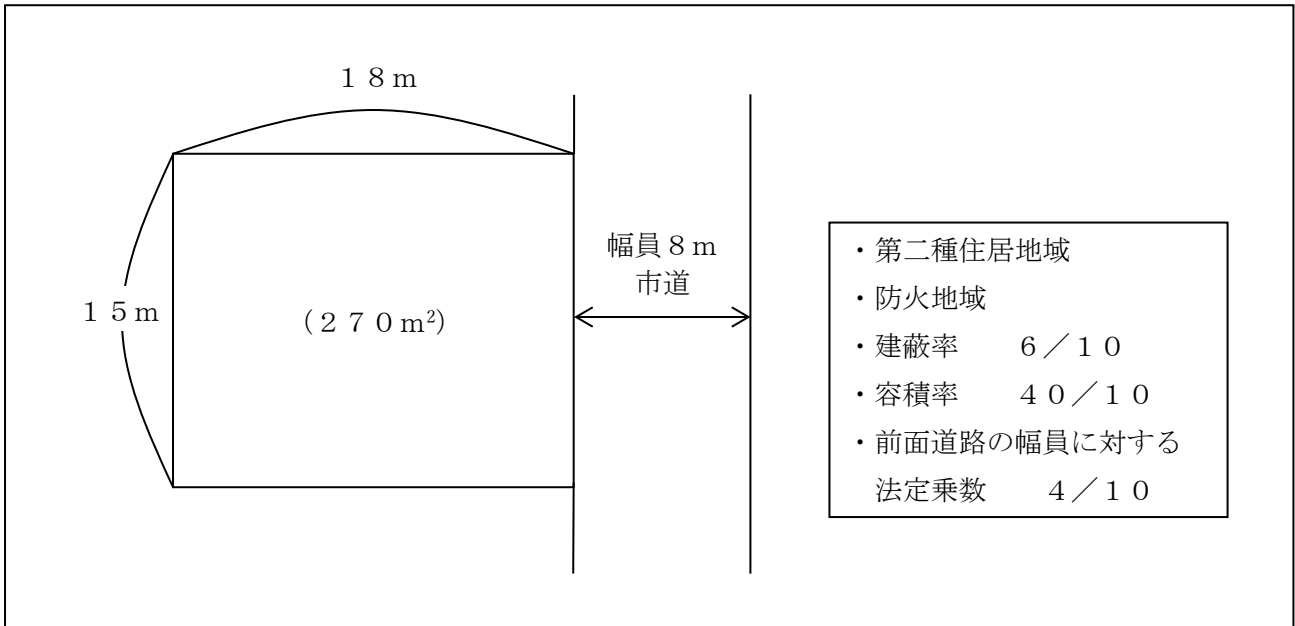 １８ｍ
１５ｍ
（２７０ｍ²）
幅員８ｍ
市道
・第二種住居地域
・防火地域
・建蔽率　　６／１０
・容積率　　４０／１０
・前面道路の幅員に対する
法定乗数　　４／１０